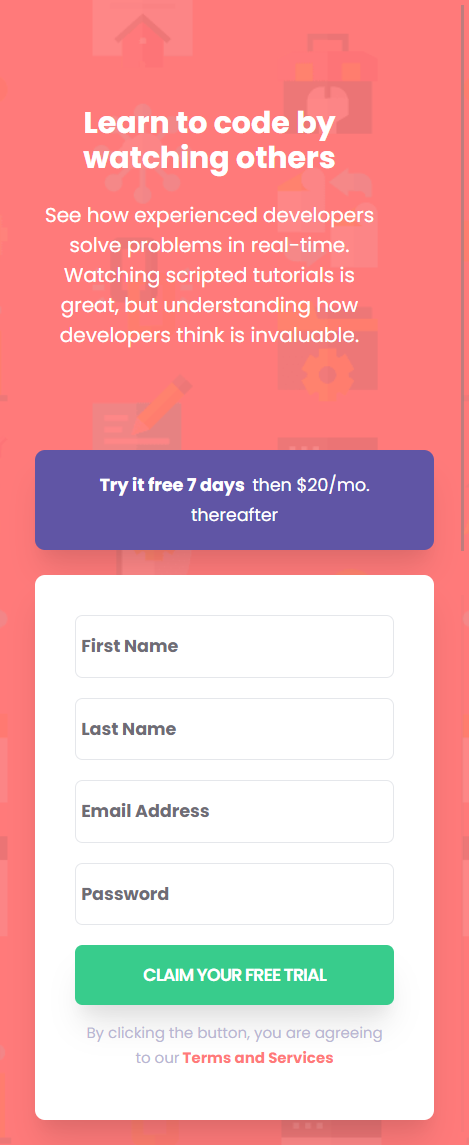 Learn to code by
watching others
See how experienced developers
solve problems in real-time.
Watching scripted tutorials is
great, but understanding how
developers think is invaluable.
Try it free 7 days then $20/mo.
thereafter
First Name
Last Name
Email Address
Password
CLAIM YOUR FREE TRIAL
By clicking the button, you are agreeing
to our Terms and Services